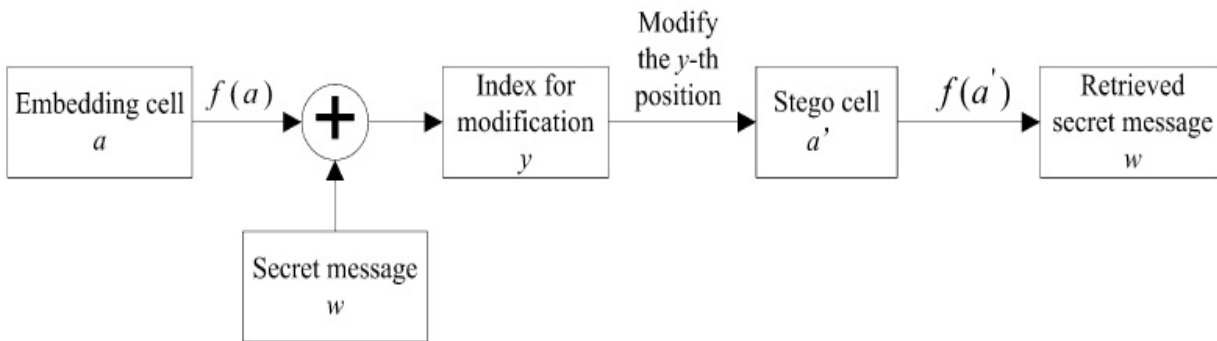 Embedding cell
a
f(a)
+
Index for
modification
y
Modify
the y-th
position
Stego cell
a’
f(a')
Retrieved
secret message
w
Secret message
w